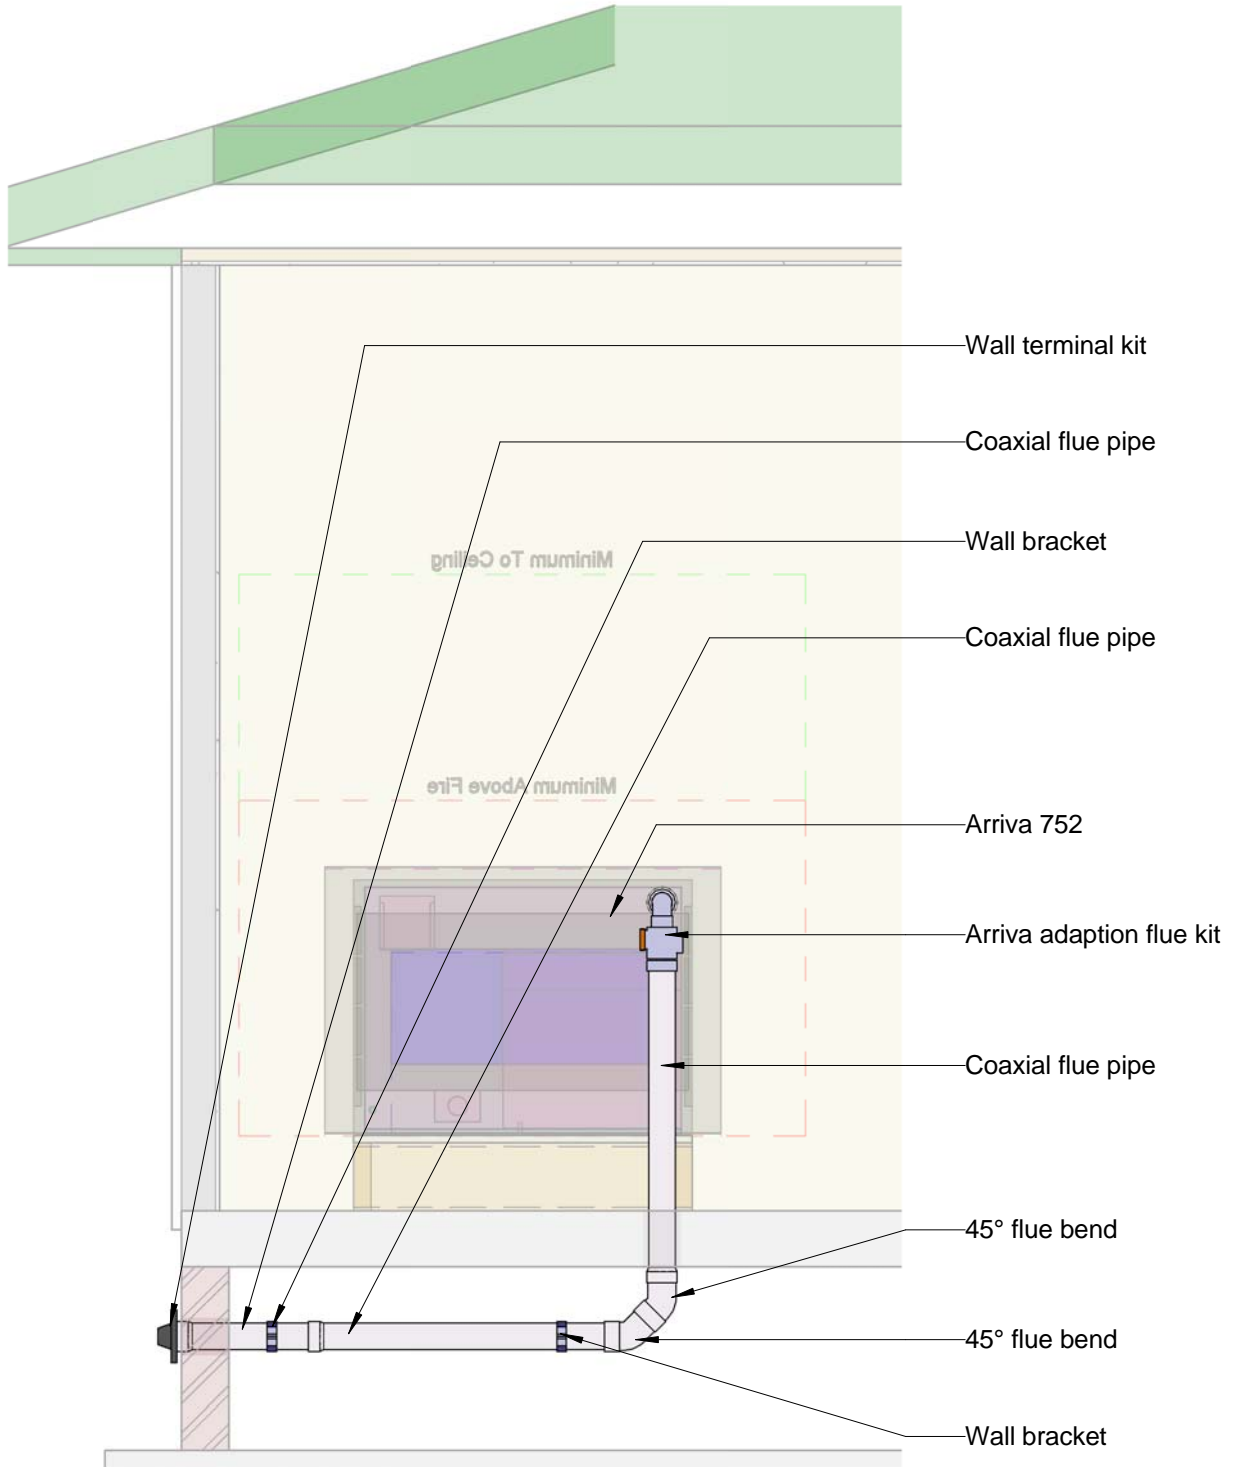 Wall terminal kit
Coaxial flue pipe
Wall bracket
Minimum To Ceiling
Coaxial flue pipe
Minimum Above Fire
Arriva 752
Arriva adaption flue kit
Coaxial flue pipe
45° flue bend
45° flue bend
Wall bracket